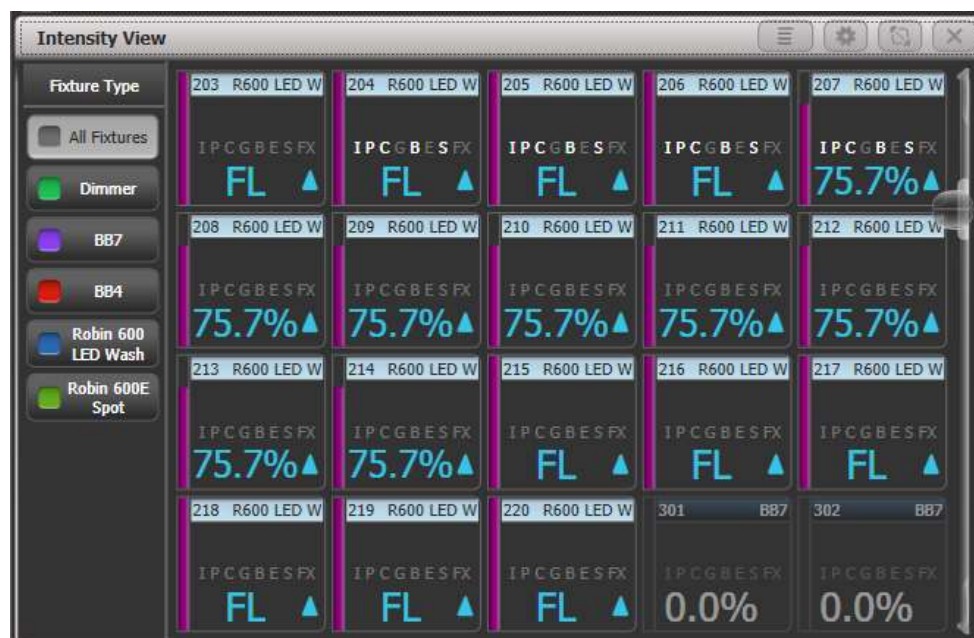 Intensity View
Fixture Type
All Fixtures
Dimmer
BB7
BB4
Robin 600
LED Wash
Robin 600E
Spot
203 R600 LED W
IPCGBESFX
FL
204 R600 LED W
IPCGBESFX
FL
205 R600 LED W
IPCGBESFX
FL
206 R600 LED W
IPCGBESFX
FL
207 R600 LED W
IPCGBESFX
75.7%
208 R600 LED W
IPCGBESFX
75.7%
209 R600 LED W
IPCGBESFX
75.7%
210 R600 LED W
IPCGBESFX
75.7%
211 R600 LED W
IPCGBESFX
75.7%
212 R600 LED W
IPCGBESFX
75.7%
213 R600 LED W
IPCGBESFX
75.7%
214 R600 LED W
IPCGBESFX
75.7%
215 R600 LED W
IPCGBESFX
FL
216 R600 LED W
IPCGBESFX
FL
217 R600 LED W
IPCGBESFX
FL
218 R600 LED W
IPCGBESFX
FL
219 R600 LED W
IPCGBESFX
FL
220 R600 LED W
IPCGBESFX
FL
301 BB7
IPCGBESFX
0.0%
302 BB7
IPCGBESFX
0.0%